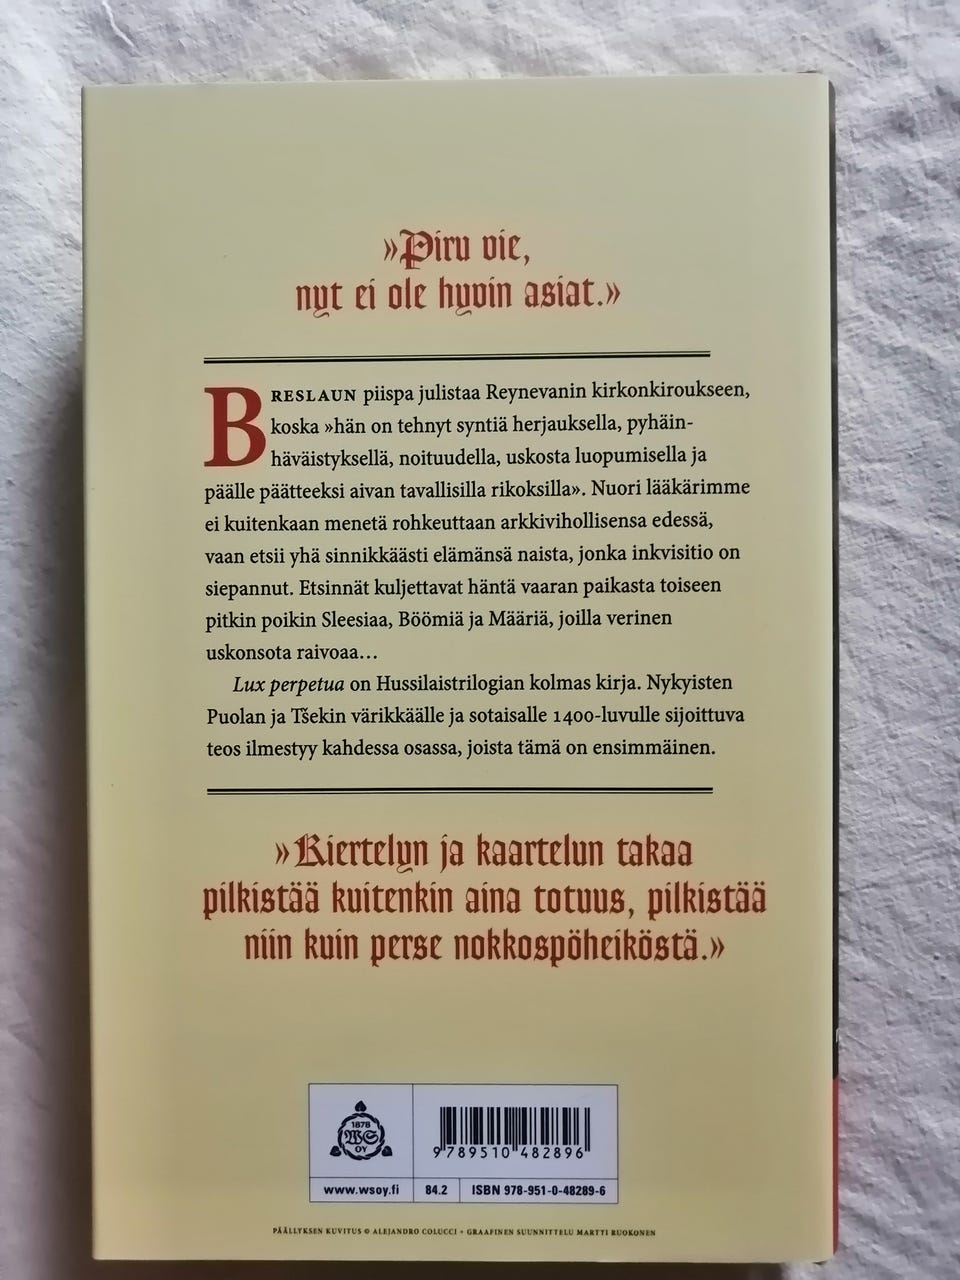 »Piru vie,
nyt ei ole hyvin asiat.»
BRESLAUN piispa julistaa Reynevanin kirkonkiroukseen,
koska »hän on tehnyt syntiä herjauksella, pyhäin-
häväistyksellä, noituudella, uskosta luopumisella ja
päälle päätteeksi aivan tavallisilla rikoksilla». Nuori lääkärimme
ei kuitenkaan menetä rohkeuttaan arkkivihollisensa edessä,
vaan etsii yhä sinnikkäästi elämänsä naista, jonka inkvisitio on
siepannut. Etsinnät kuljettavat häntä vaaran paikasta toiseen
pitkin poikin Sleesiaa, Böömiä ja Määriä, joilla verinen
uskonsota raivoaa…
Lux perpetua on Hussilaistrilogian kolmas kirja. Nykyisten
Puolan ja Tšekin värikkäälle ja sotaisalle 1400-luvulle sijoittuva
teos ilmestyy kahdessa osassa, joista tämä on ensimmäinen.
»Kiertelyn ja kaartelun takaa
pilkistää kuitenkin aina totuus, pilkistää
niin kuin perse nokkospöheiköstä.»
1878
WS
OY
9 789510 482896
www.wsoy.fi
84.2
ISBN 978-951-0-48289-6
PÄÄLLYKSEN KUVITUS © ALEJANDRO COLUCCI • GRAAFINEN SUUNNITTELU MARTTI RUOKONEN